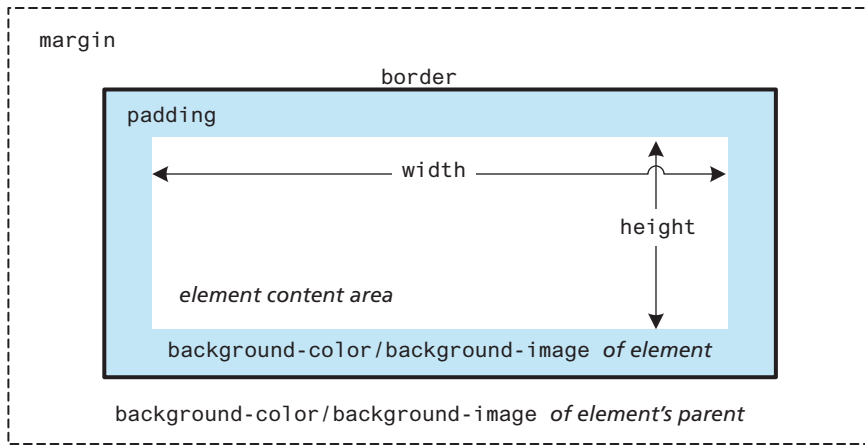 margin
border
padding
width
height
element content area
background-color/background-image of element
background-color/background-image of element's parent